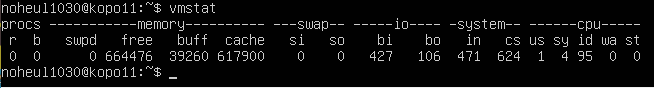 noheul1030@kopo11:~$ vmstat
procs -----------memory---------- ---swap-- -----io---- -system-- ------cpu-----
 r  b   swpd   free   buff  cache   si   so    bi    bo   in   cs us sy id wa st
 0  0      0 664476  39260 617900    0    0   427   106  471  624  1  4 95  0  0
noheul1030@kopo11:~$ _